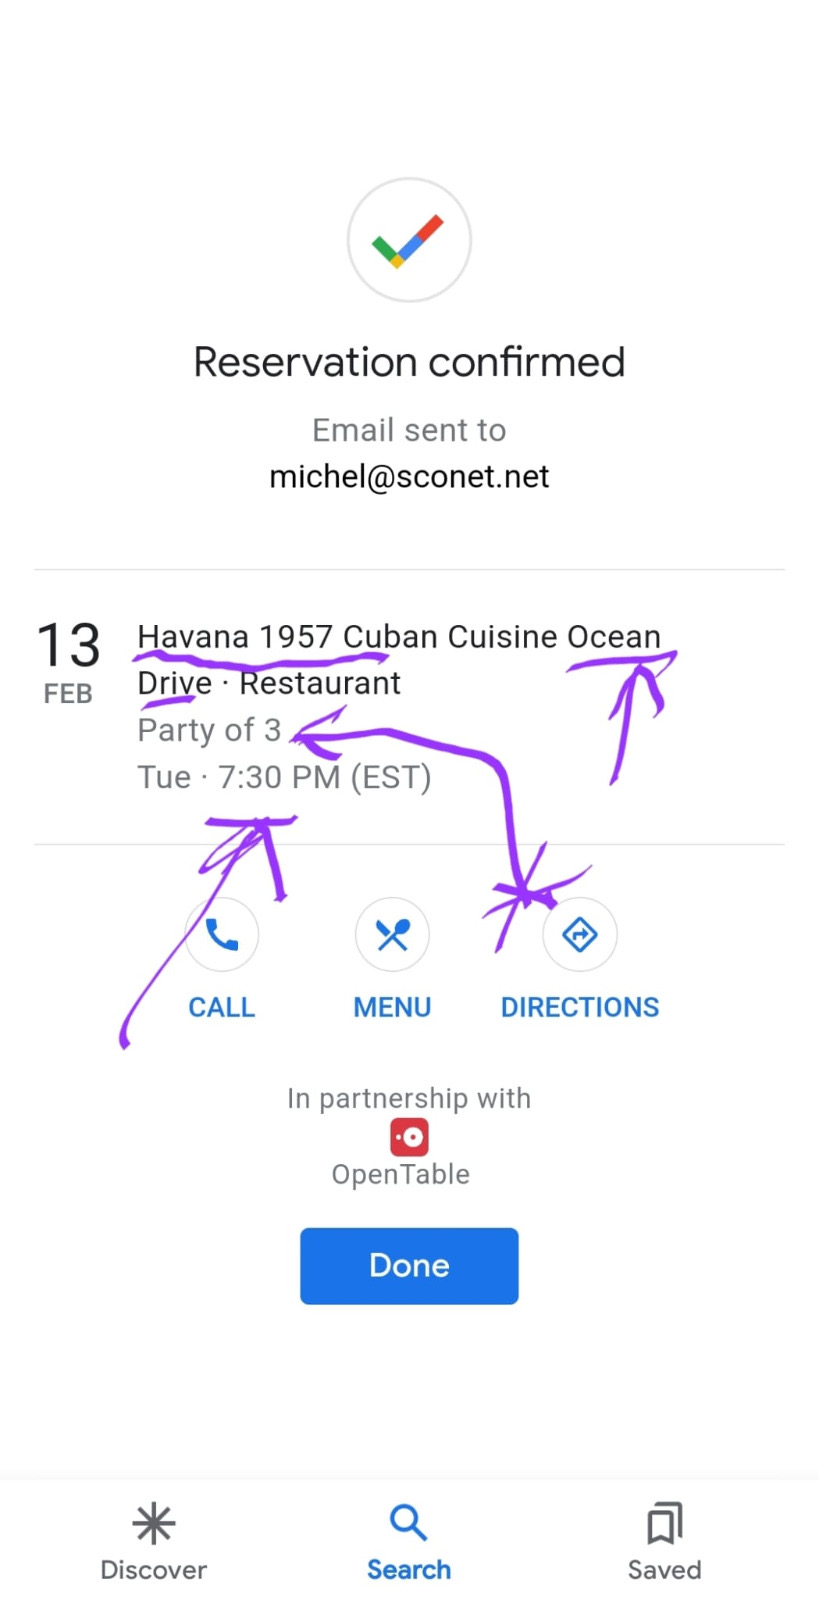 Reservation confirmed
Email sent to
michel@sconet.net
13
FEB
Havana 1957 Cuban Cuisine Ocean
Drive · Restaurant
Party of 3
Tue · 7:30 PM (EST)
CALL
MENU
DIRECTIONS
In partnership with
OpenTable
Done
Discover
Search
Saved